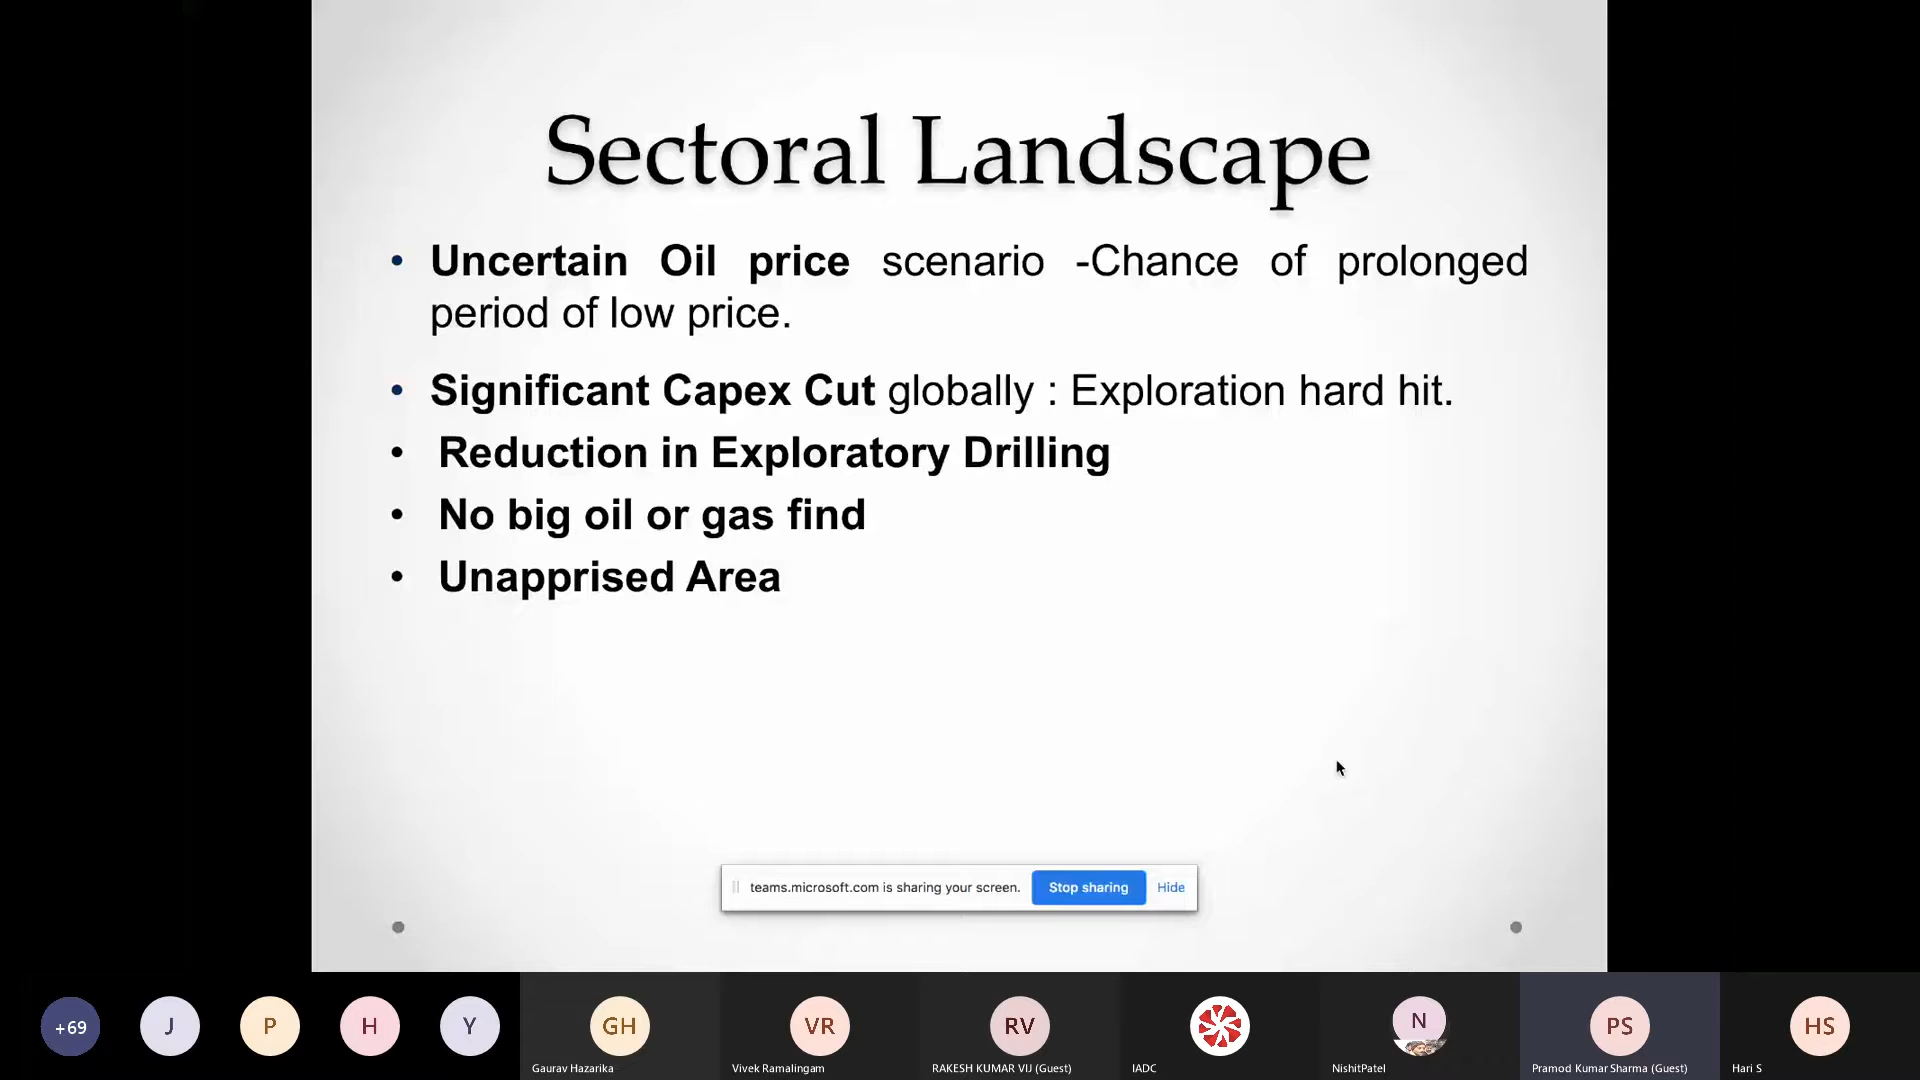 Sectoral Landscape
• Uncertain Oil price scenario -Chance of prolonged
period of low price.
• Significant Capex Cut globally : Exploration hard hit.
• Reduction in Exploratory Drilling
• No big oil or gas find
• Unapprised Area
teams.microsoft.com is sharing your screen. Stop sharing Hide
+69 J P H Y GH VR RV N PS HS
Gaurav Hazarika Vivek Ramalingam RAKESH KUMAR VIJ (Guest) IADC NishitPatel Pramod Kumar Sharma (Guest) Hari S